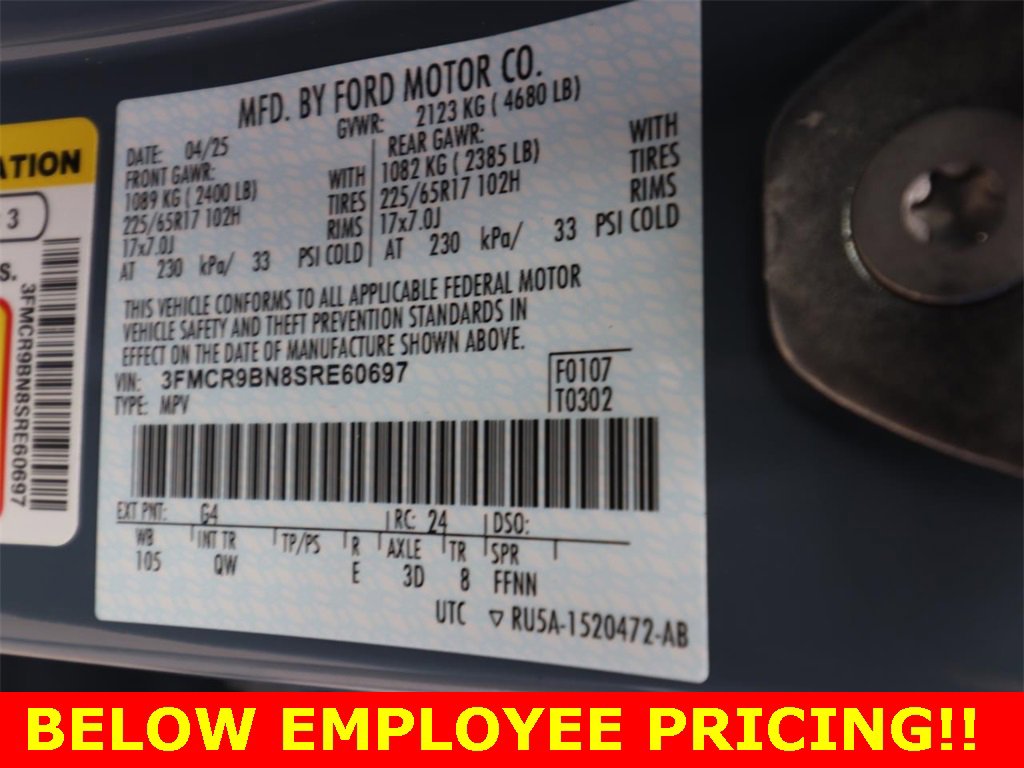 MFD. BY FORD MOTOR CO.
DATE: 04/25 GVWR: 2123 KG ( 4680 LB)
FRONT GAWR: REAR GAWR:
1089 KG ( 2400 LB) WITH 1082 KG ( 2385 LB) WITH
225/65R17 102H TIRES 225/65R17 102H TIRES
17x7.0J RIMS 17x7.0J RIMS
AT 230 kPa/ 33 PSI COLD AT 230 kPa/ 33 PSI COLD
THIS VEHICLE CONFORMS TO ALL APPLICABLE FEDERAL MOTOR
VEHICLE SAFETY AND THEFT PREVENTION STANDARDS IN
EFFECT ON THE DATE OF MANUFACTURE SHOWN ABOVE.
VIN: 3FMCR9BN8SRE60697 F0107
TYPE: MPV T0302
EXT PNT: G4 RC: 24 DSO:
WB INT TR TP/PS R AXLE TR SPR
105 QW E 3D 8 FFNN
UTC RU5A-1520472-AB
3
S.
3FMCR9BN8SRE60697
BELOW EMPLOYEE PRICING!!